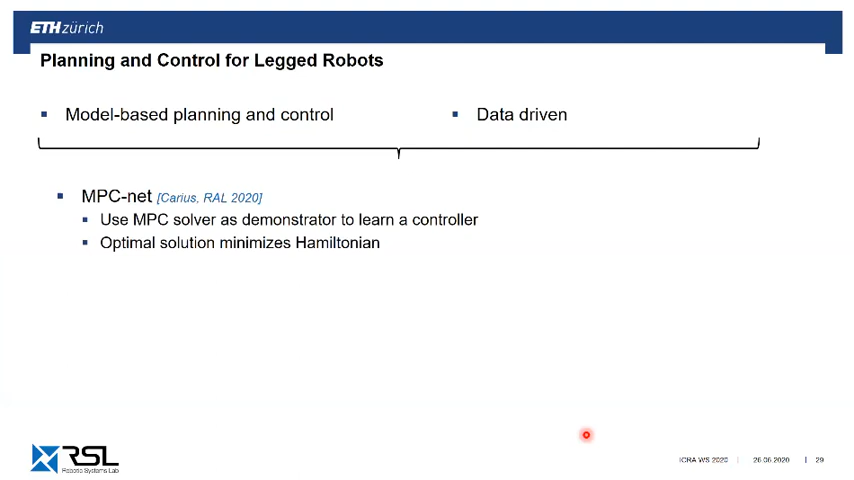 ETH zürich
Planning and Control for Legged Robots
Model-based planning and control
Data driven
MPC-net [Carius, RAL 2020]
Use MPC solver as demonstrator to learn a controller
Optimal solution minimizes Hamiltonian
RSL
Robotic Systems Lab
ICRA WS 2020 | 26.06.2020 | 29